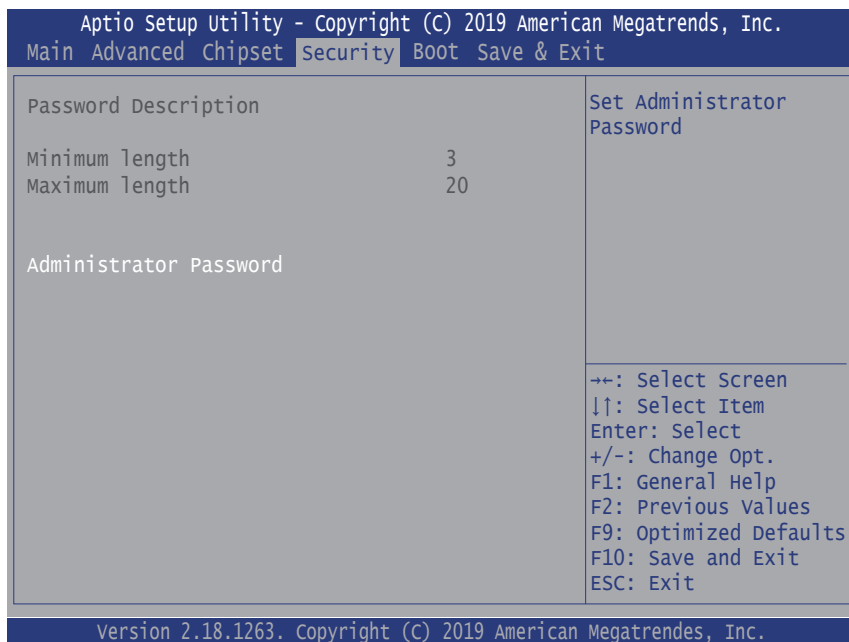 Aptio Setup Utility - Copyright (C) 2019 American Megatrends, Inc.
Main Advanced Chipset Security Boot Save & Exit
Password Description
Minimum length 3
Maximum length 20
Administrator Password
Set Administrator
Password
→←: Select Screen
↓↑: Select Item
Enter: Select
+/-: Change Opt.
F1: General Help
F2: Previous Values
F9: Optimized Defaults
F10: Save and Exit
ESC: Exit
Version 2.18.1263. Copyright (C) 2019 American Megatrendes, Inc.